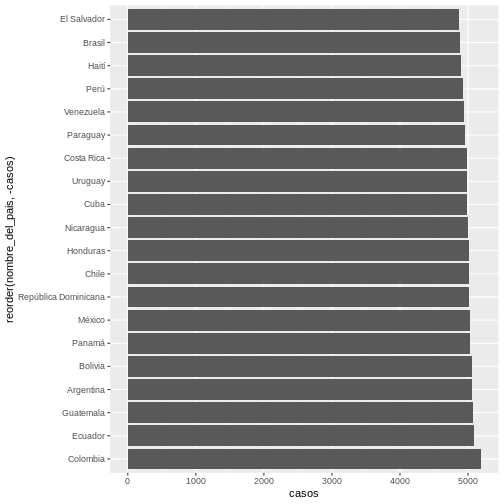 El Salvador
Brasil
Haití
Perú
Venezuela
Paraguay
Costa Rica
Uruguay
Cuba
Nicaragua
Honduras
Chile
República Dominicana
México
Panamá
Bolivia
Argentina
Guatemala
Ecuador
Colombia
reorder(nombre_del_pais, -casos)
0 1000 2000 3000 4000 5000
casos